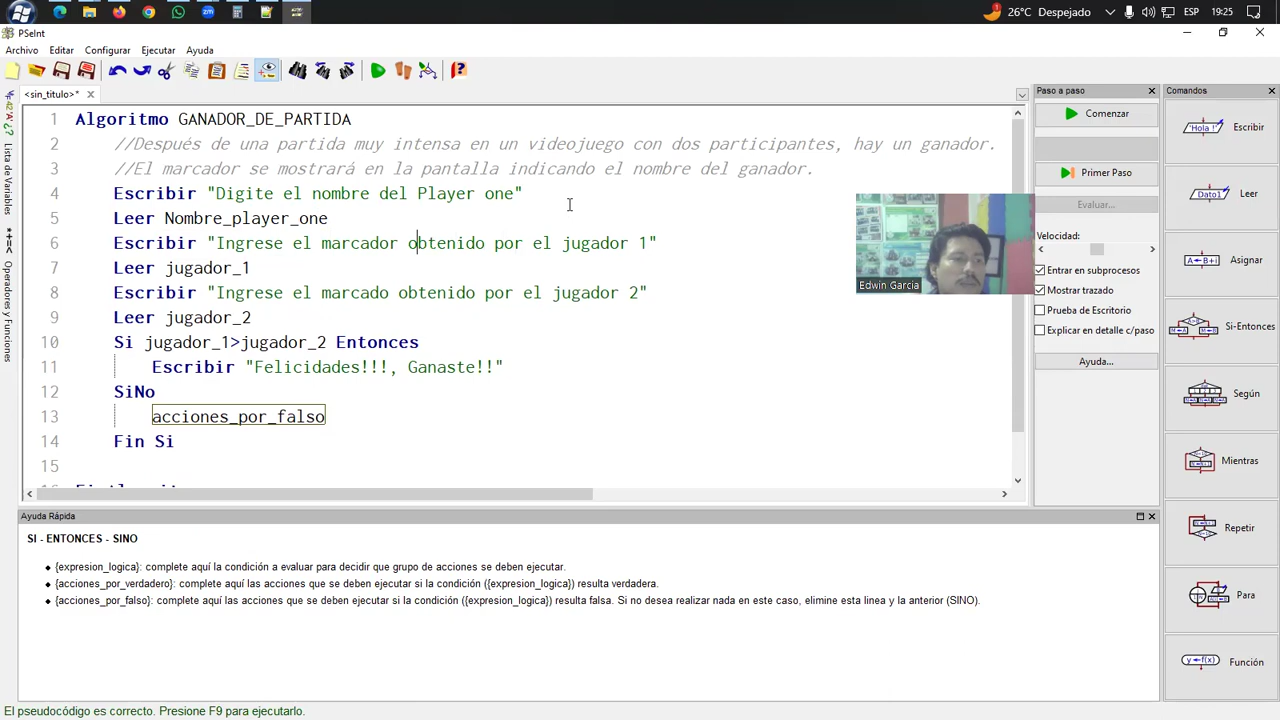 26°C Despejado ESP 19:25
PSeInt
Archivo Editar Configurar Ejecutar Ayuda
<sin_titulo>*
Lista de Variables
Operadores y Funciones
1 Algoritmo GANADOR_DE_PARTIDA
2 //Después de una partida muy intensa en un videojuego con dos participantes, hay un ganador.
3 //El marcador se mostrará en la pantalla indicando el nombre del ganador.
4 Escribir "Digite el nombre del Player one"
5 Leer Nombre_player_one
6 Escribir "Ingrese el marcador obtenido por el jugador 1"
7 Leer jugador_1
8 Escribir "Ingrese el marcado obtenido por el jugador 2"
9 Leer jugador_2
10 Si jugador_1>jugador_2 Entonces
11 Escribir "Felicidades!!!, Ganaste!!"
12 SiNo
13 acciones_por_falso
14 Fin Si
15
Edwin Garcia
Paso a paso
Comenzar
Primer Paso
Evaluar...
Velocidad:
Entrar en subprocesos
Mostrar trazado
Prueba de Escritorio
Explicar en detalle c/paso
Ayuda...
Comandos
'Hola !' Escribir
Dato1 Leer
A←B+i Asignar
Si-Entonces
Según
Mientras
Repetir
Para
y←f(x) Función
Ayuda Rápida
SI - ENTONCES - SINO
{expresion_logica}: complete aquí la condición a evaluar para decidir que grupo de acciones se deben ejecutar.
{acciones_por_verdadero}: complete aquí las acciones que se deben ejecutar si la condición ({expresion_logica}) resulta verdadera.
{acciones_por_falso}: complete aquí las acciones que se deben ejecutar si la condición ({expresion_logica}) resulta falsa. Si no desea realizar nada en este caso, elimine esta linea y la anterior (SINO).
El pseudocódigo es correcto. Presione F9 para ejecutarlo.